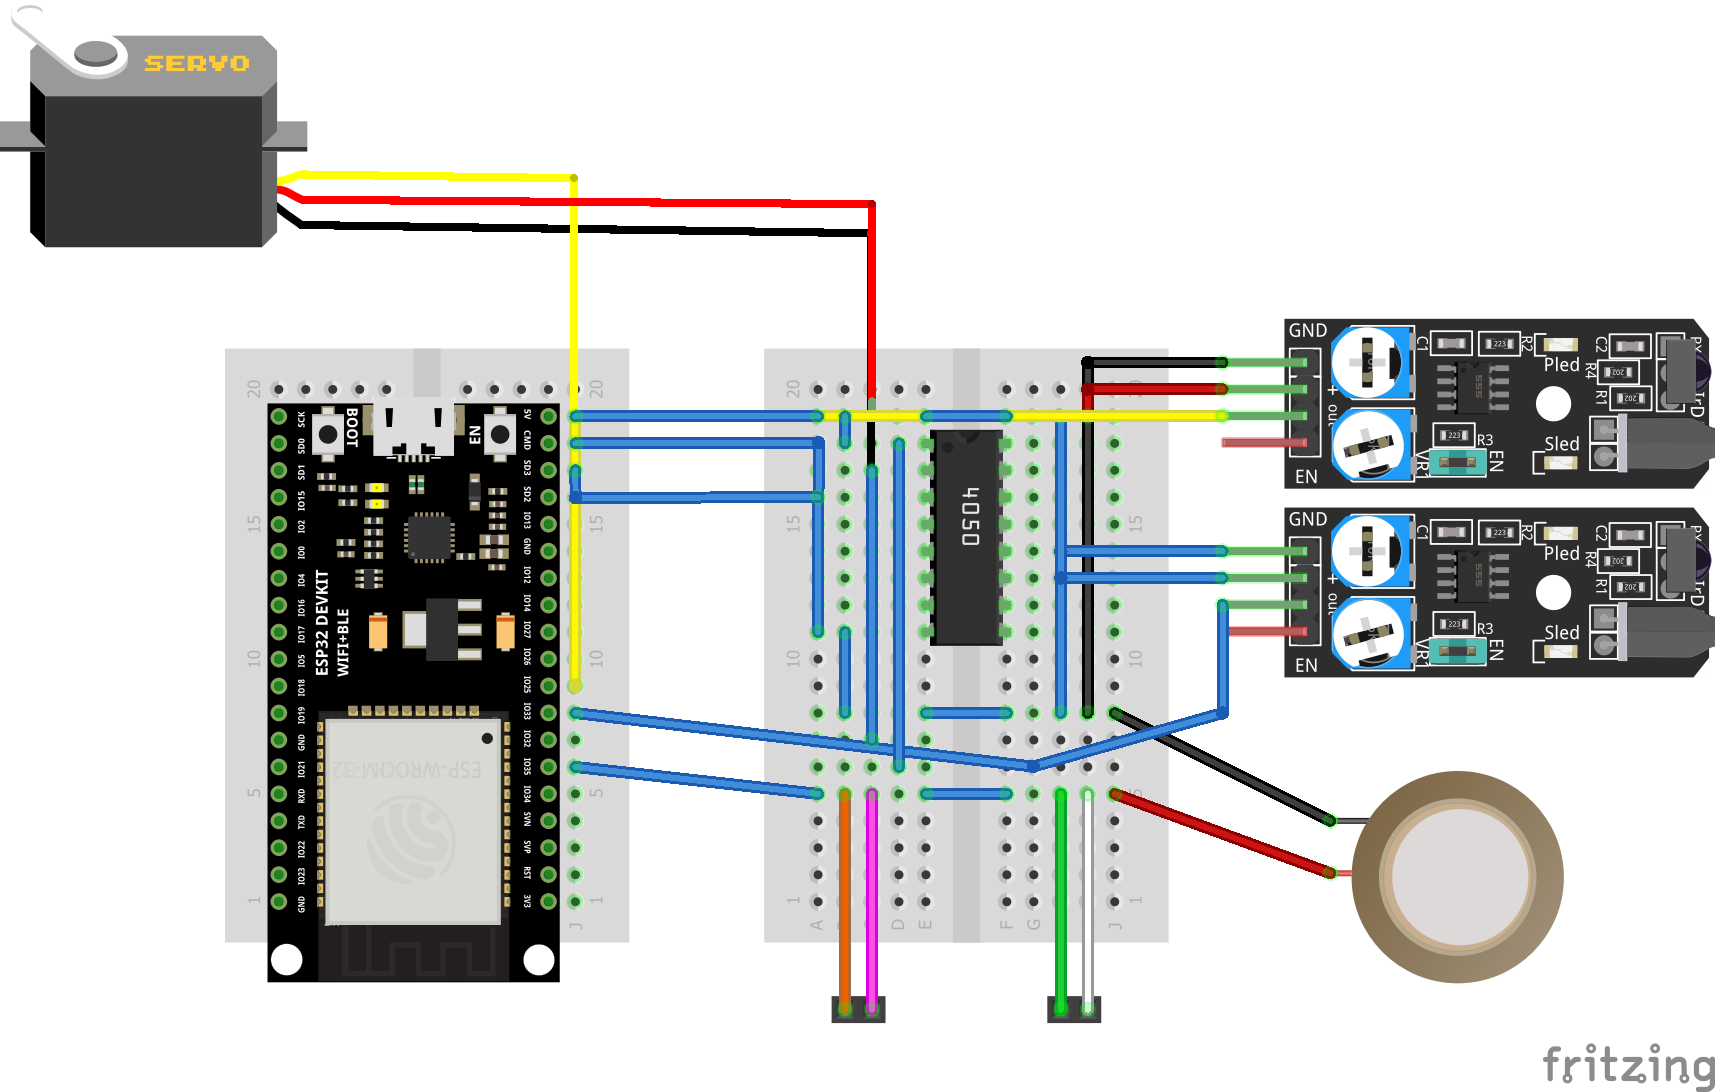 SERVO
20
20
20
20
15
15
15
15
10
10
10
10
5
5
5
5
1
1
1
1
BOOT
EN
SCK
SD0
SD1
IO15
IO2
IO0
IO4
IO16
IO17
IO5
IO18
IO19
GND
IO21
RXD
TXD
IO22
IO23
GND
5V
CMD
SD3
SD2
IO13
GND
IO12
IO14
IO27
IO26
IO25
IO33
IO32
IO35
IO34
SVN
SVP
RST
3V3
ESP32 DEVKIT
WIFI+BLE
ESP-WROOM-32
J
A
D
E
F
G
J
4050
GND
+
out
EN
C1
223
R2
Pled
C2
R4
202
R1
202
IrD
555
R3
223
VR1
EN
Sled
GND
+
out
EN
C1
223
R2
Pled
C2
R4
202
R1
202
IrD
555
R3
223
VR1
EN
Sled
fritzing